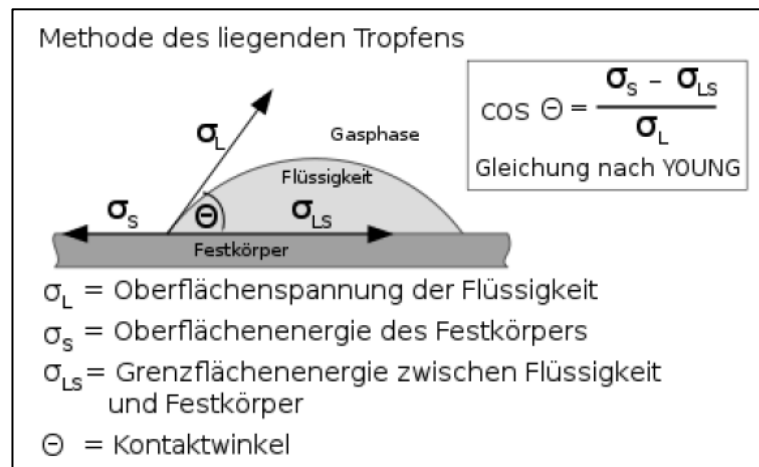 Methode des liegenden Tropfens
cos Θ = (σS − σLS) / σL
Gleichung nach YOUNG
σL
Gasphase
Flüssigkeit
σS
Θ
σLS
Festkörper
σL = Oberflächenspannung der Flüssigkeit
σS = Oberflächenenergie des Festkörpers
σLS = Grenzflächenenergie zwischen Flüssigkeit
und Festkörper
Θ = Kontaktwinkel